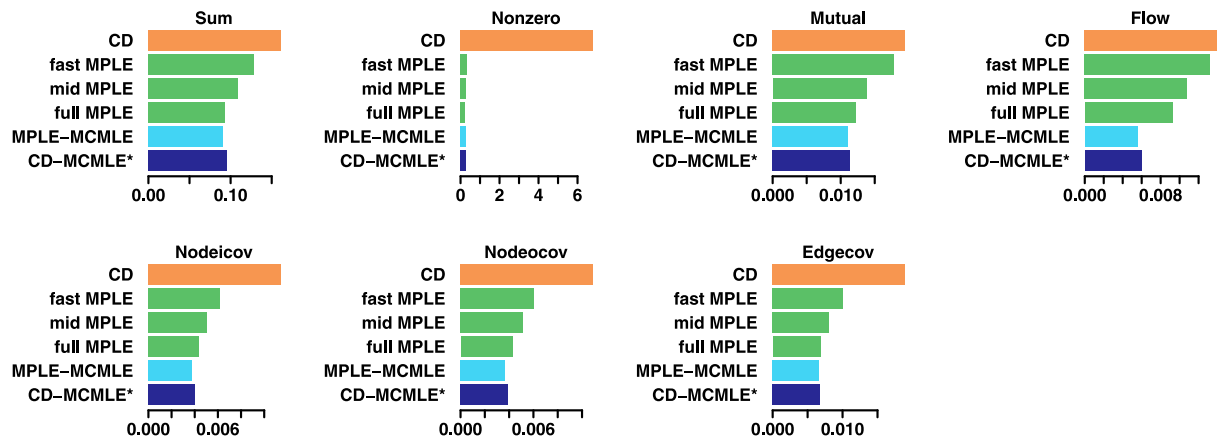 Sum
CD
fast MPLE
mid MPLE
full MPLE
MPLE−MCMLE
CD−MCMLE*
0.00 0.10
Nonzero
CD
fast MPLE
mid MPLE
full MPLE
MPLE−MCMLE
CD−MCMLE*
0 2 4 6
Mutual
CD
fast MPLE
mid MPLE
full MPLE
MPLE−MCMLE
CD−MCMLE*
0.000 0.010
Flow
CD
fast MPLE
mid MPLE
full MPLE
MPLE−MCMLE
CD−MCMLE*
0.000 0.008
Nodeicov
CD
fast MPLE
mid MPLE
full MPLE
MPLE−MCMLE
CD−MCMLE*
0.000 0.006
Nodeocov
CD
fast MPLE
mid MPLE
full MPLE
MPLE−MCMLE
CD−MCMLE*
0.000 0.006
Edgecov
CD
fast MPLE
mid MPLE
full MPLE
MPLE−MCMLE
CD−MCMLE*
0.000 0.010